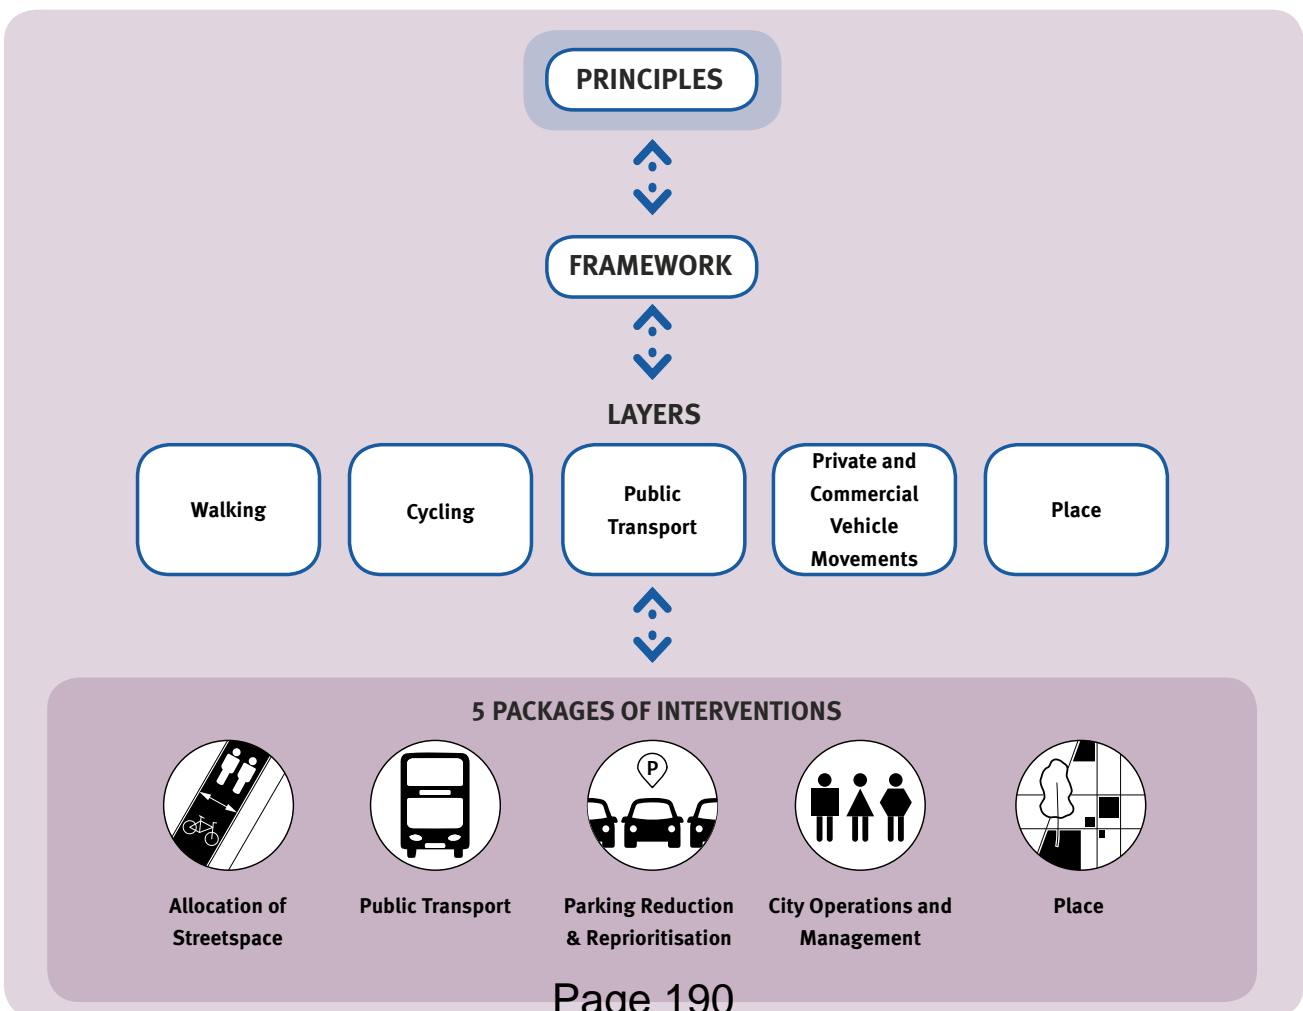 PRINCIPLES
FRAMEWORK
LAYERS
Walking
Cycling
Public
Transport
Private and
Commercial
Vehicle
Movements
Place
5 PACKAGES OF INTERVENTIONS
P
Allocation of
Streetspace
Public Transport
Parking Reduction
& Reprioritisation
City Operations and
Management
Place
Page 190